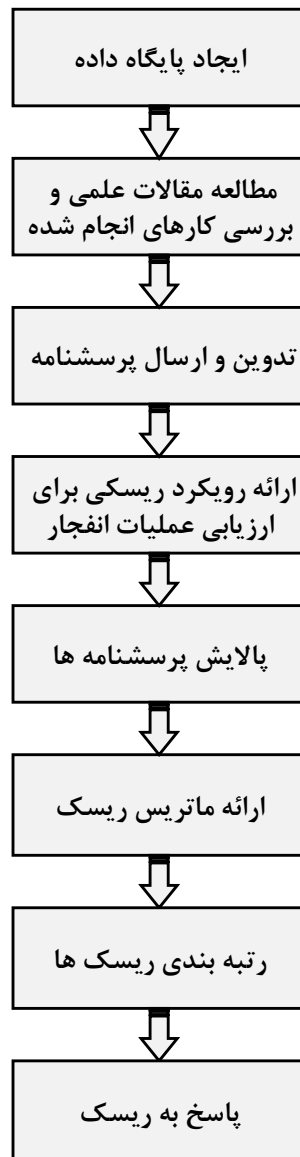 ایجاد پایگاه داده
مطالعه مقالات علمی و
بررسی کارهای انجام شده
تدوین و ارسال پرسشنامه
ارائه رویکرد ریسکی برای
ارزیابی عملیات انفجار
پالایش پرسشنامه ها
ارائه ماتریس ریسک
رتبه بندی ریسک ها
پاسخ به ریسک